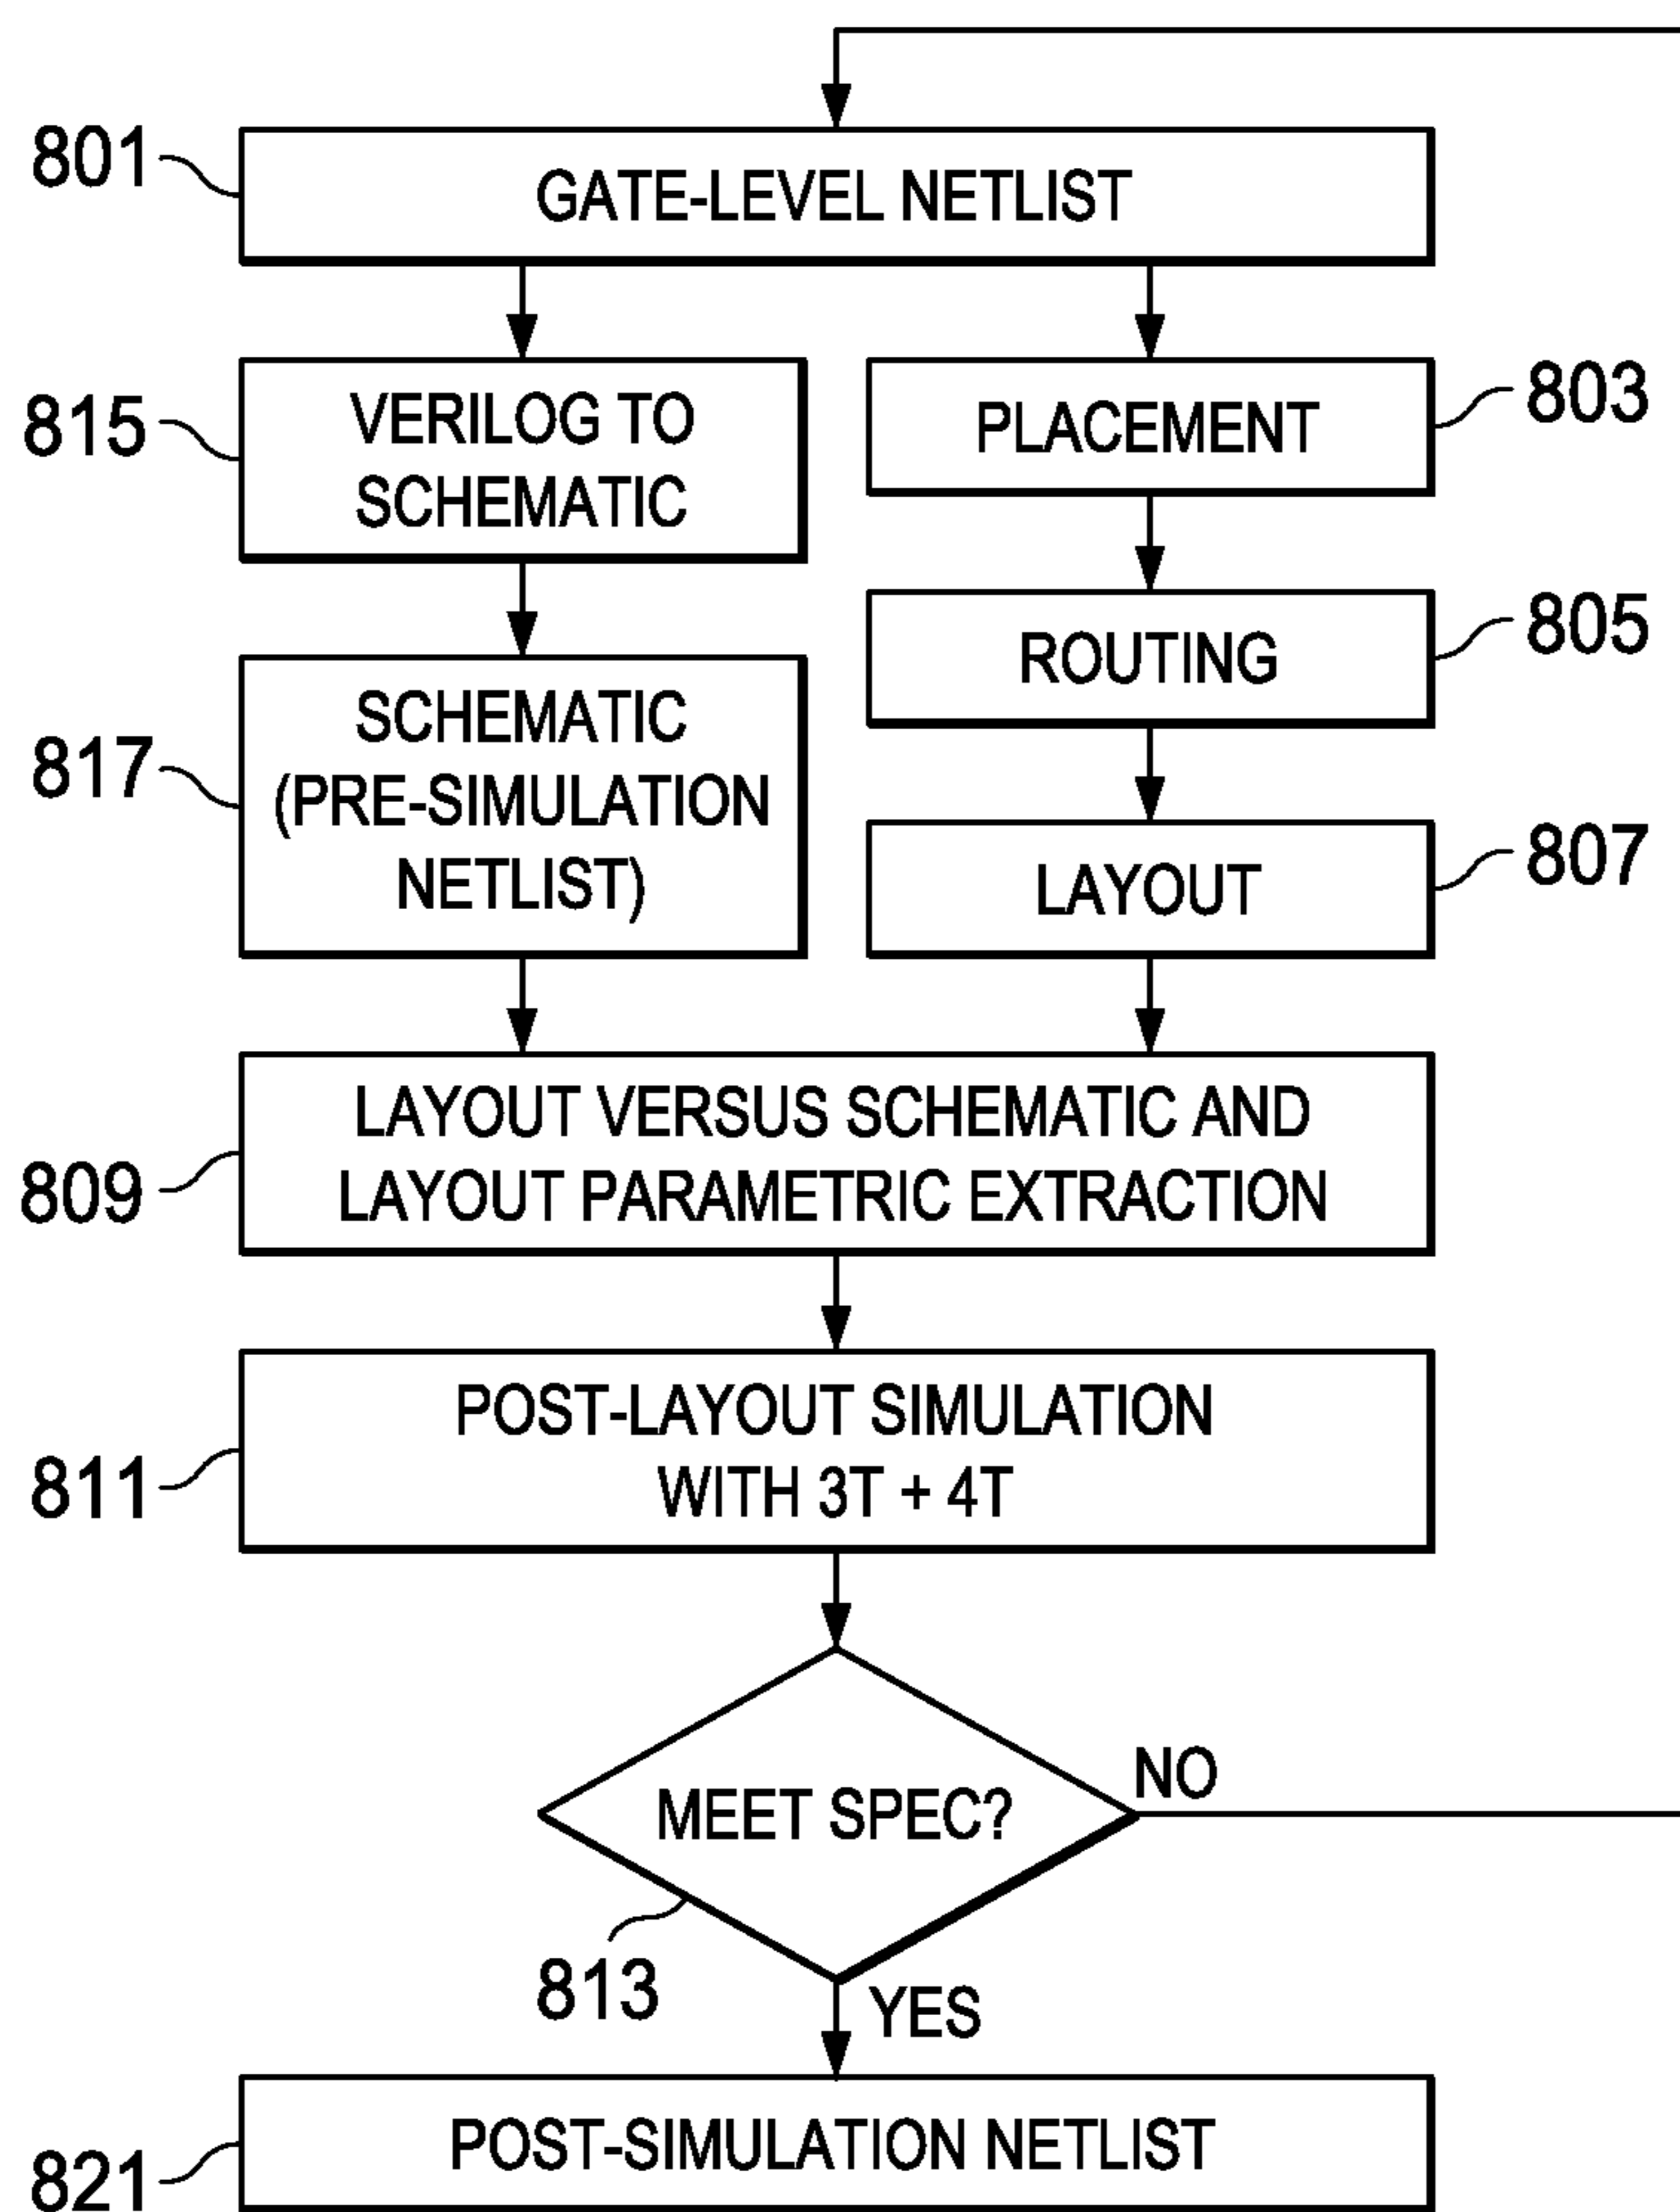 801
GATE-LEVEL NETLIST
815
VERILOG TO
SCHEMATIC
PLACEMENT
803
ROUTING
805
817
SCHEMATIC
(PRE-SIMULATION
NETLIST)
LAYOUT
807
809
LAYOUT VERSUS SCHEMATIC AND
LAYOUT PARAMETRIC EXTRACTION
811
POST-LAYOUT SIMULATION
WITH 3T + 4T
MEET SPEC?
NO
813
YES
821
POST-SIMULATION NETLIST